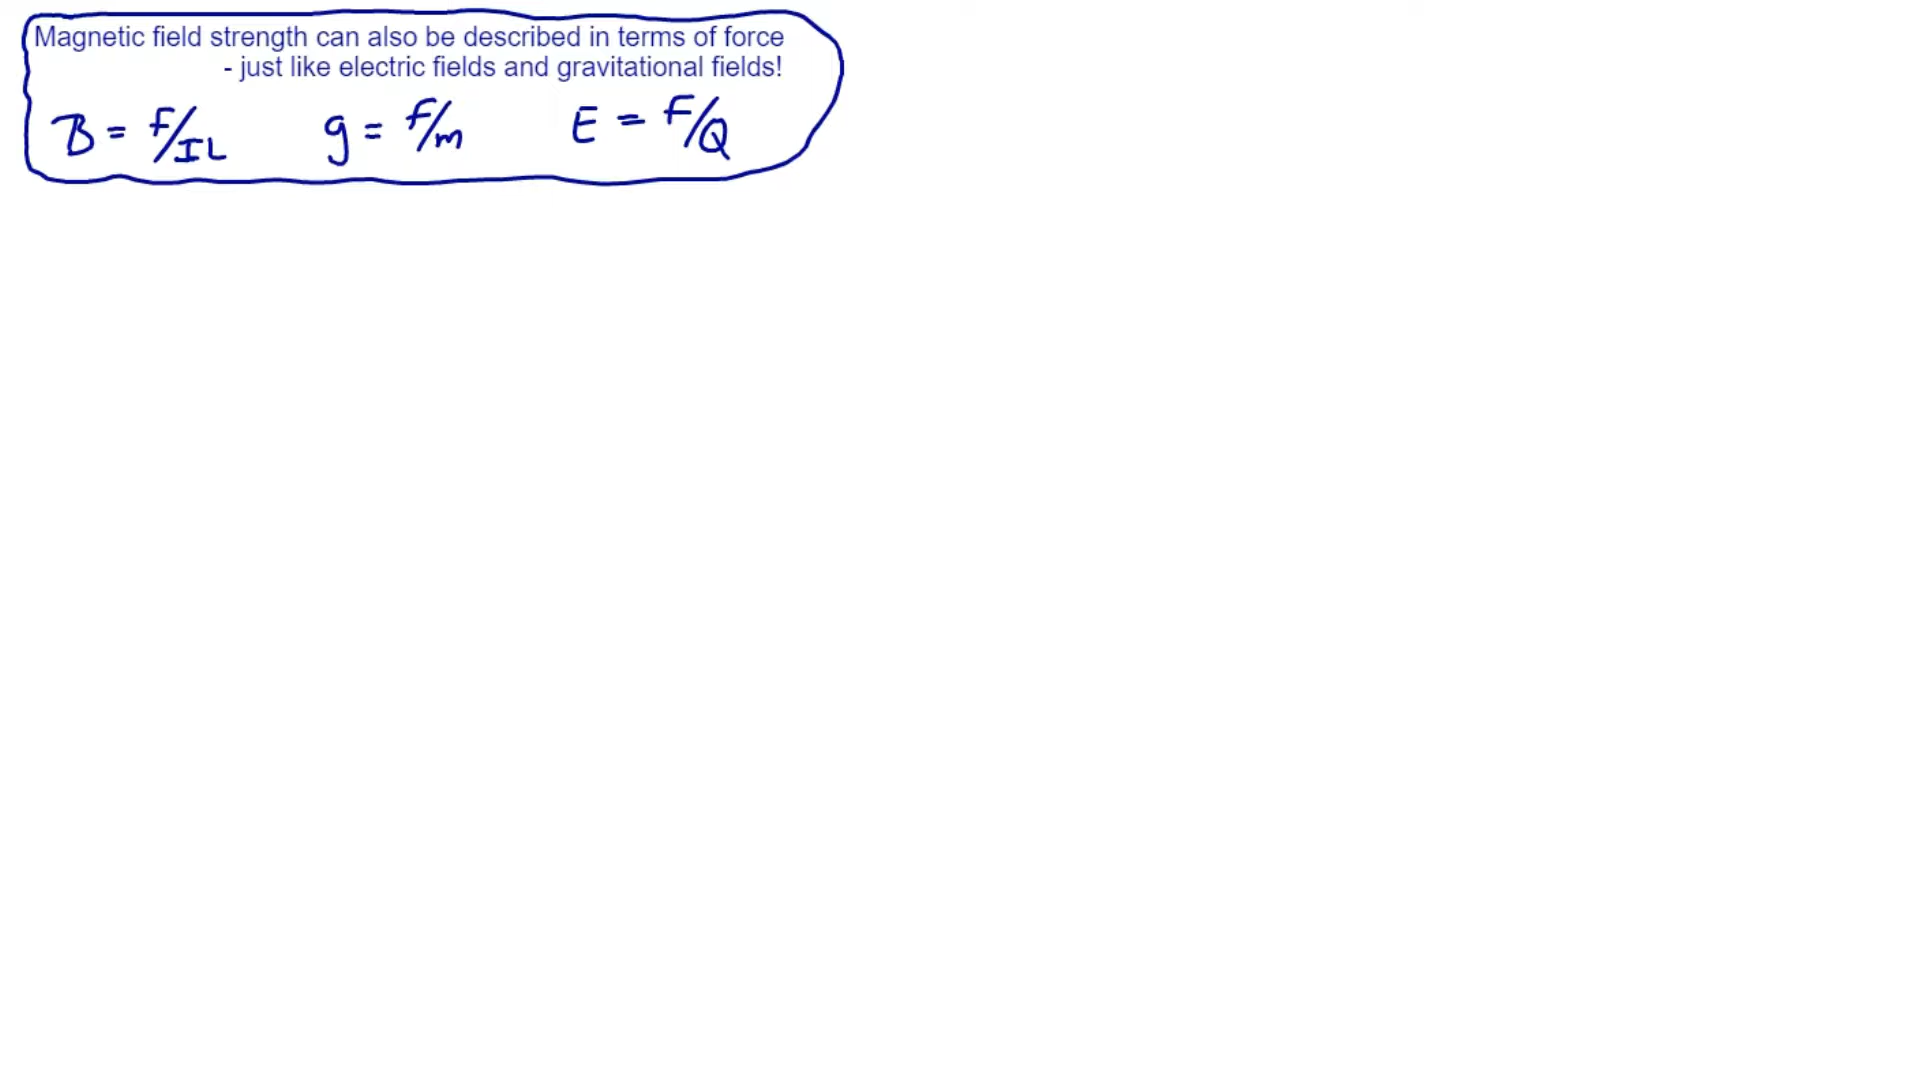 Magnetic field strength can also be described in terms of force
- just like electric fields and gravitational fields!
B = F/IL g = F/m E = F/Q